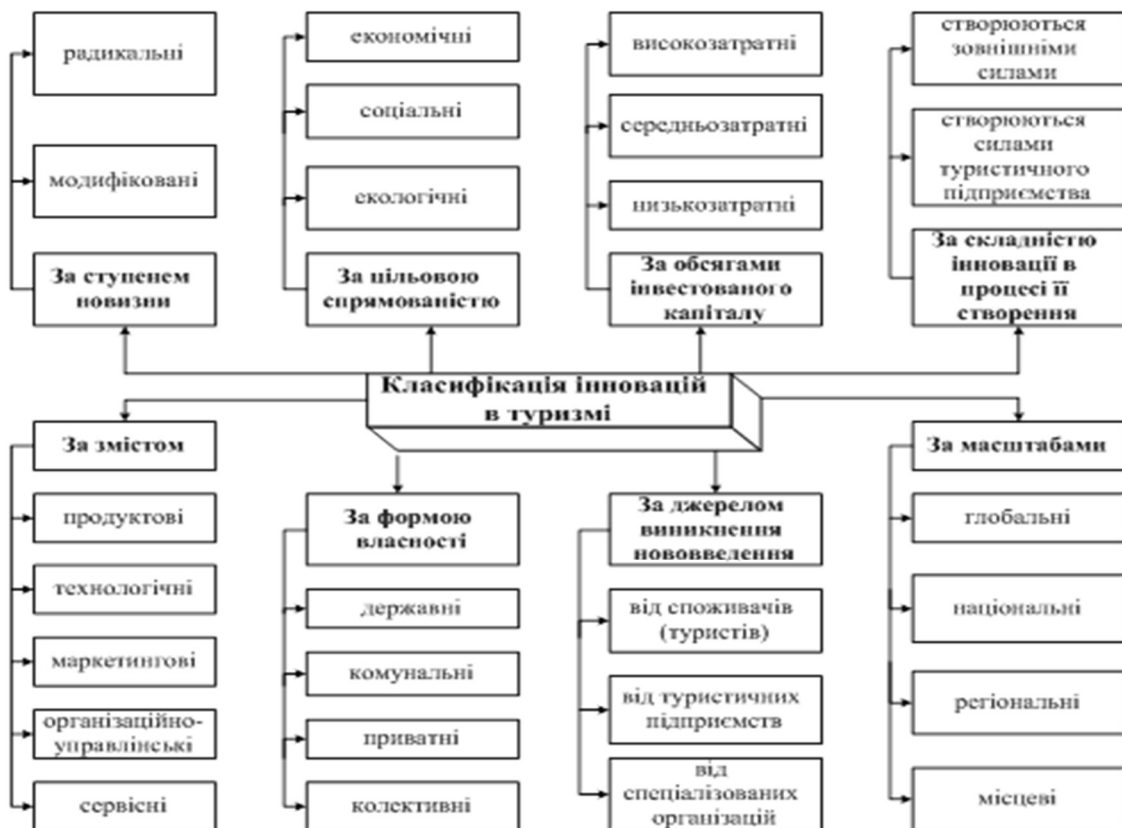 радикальні
модифіковані
За ступенем
новизни
економічні
соціальні
екологічні
За цільовою
спрямованістю
високозатратні
середньозатратні
низькозатратні
За обсягами
інвестованого
капіталу
створюються
зовнішніми
силами
створюються
силами
туристичного
підприємства
За складністю
інновації в
процесі її
створення
Класифікація інновацій
в туризмі
За змістом
продуктові
технологічні
маркетингові
організаційно-
управлінські
сервісні
За формою
власності
державні
комунальні
приватні
колективні
За джерелом
виникнення
нововведення
від споживачів
(туристів)
від туристичних
підприємств
від
спеціалізованих
організацій
За масштабами
глобальні
національні
регіональні
місцеві